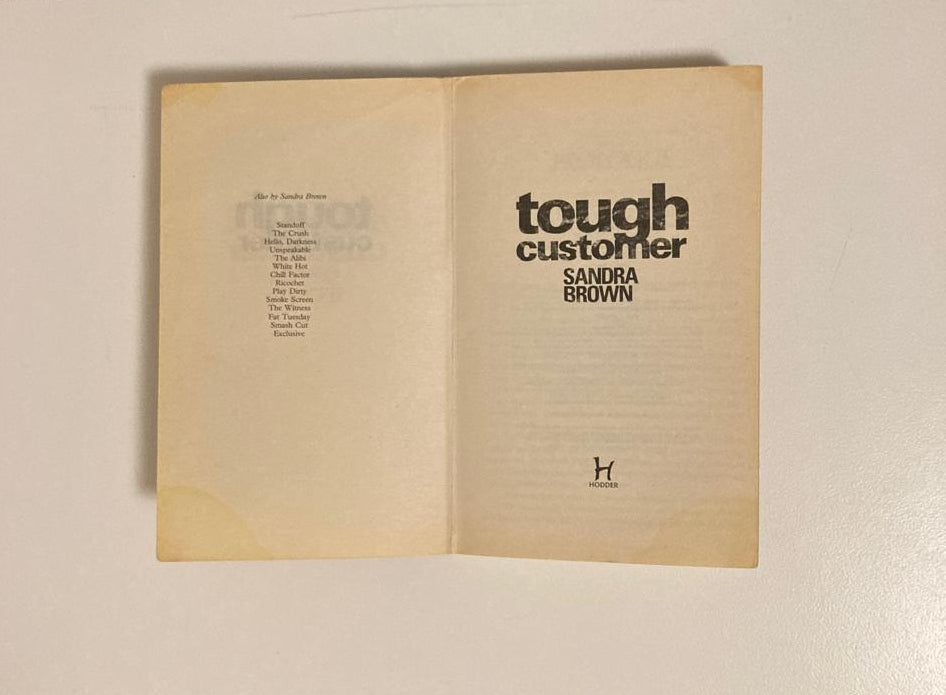 Also by Sandra Brown
Standoff
The Crush
Hello, Darkness
Unspeakable
The Alibi
White Hot
Chill Factor
Ricochet
Play Dirty
Smoke Screen
The Witness
Fat Tuesday
Smash Cut
Exclusive
tough
customer
SANDRA
BROWN
H
HODDER